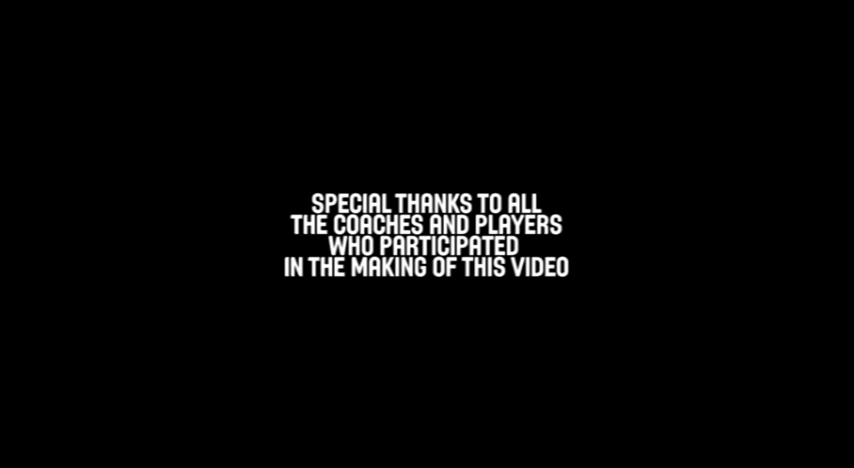 SPECIAL THANKS TO ALL
THE COACHES AND PLAYERS
WHO PARTICIPATED
IN THE MAKING OF THIS VIDEO